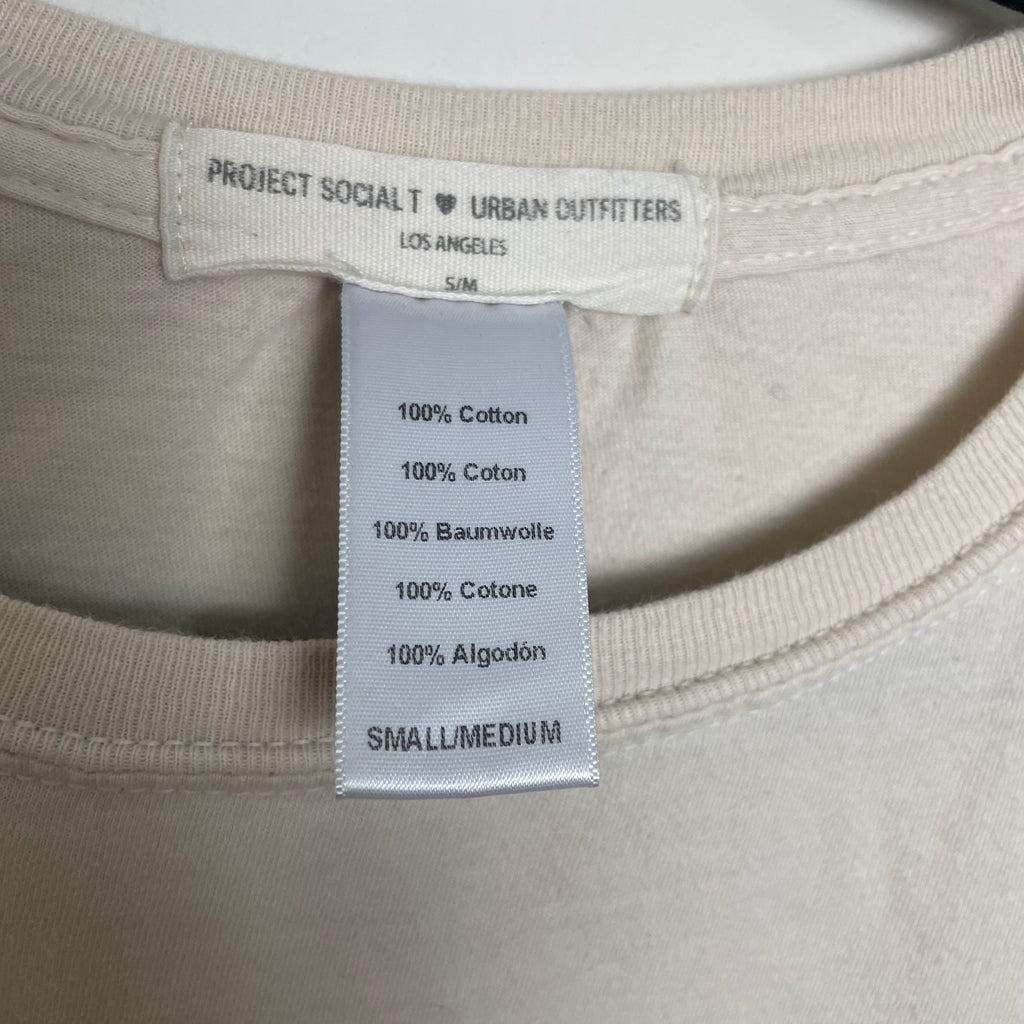 PROJECT SOCIAL T ♥ URBAN OUTFITTERS
LOS ANGELES
S/M
100% Cotton
100% Coton
100% Baumwolle
100% Cotone
100% Algodón
SMALL/MEDIUM